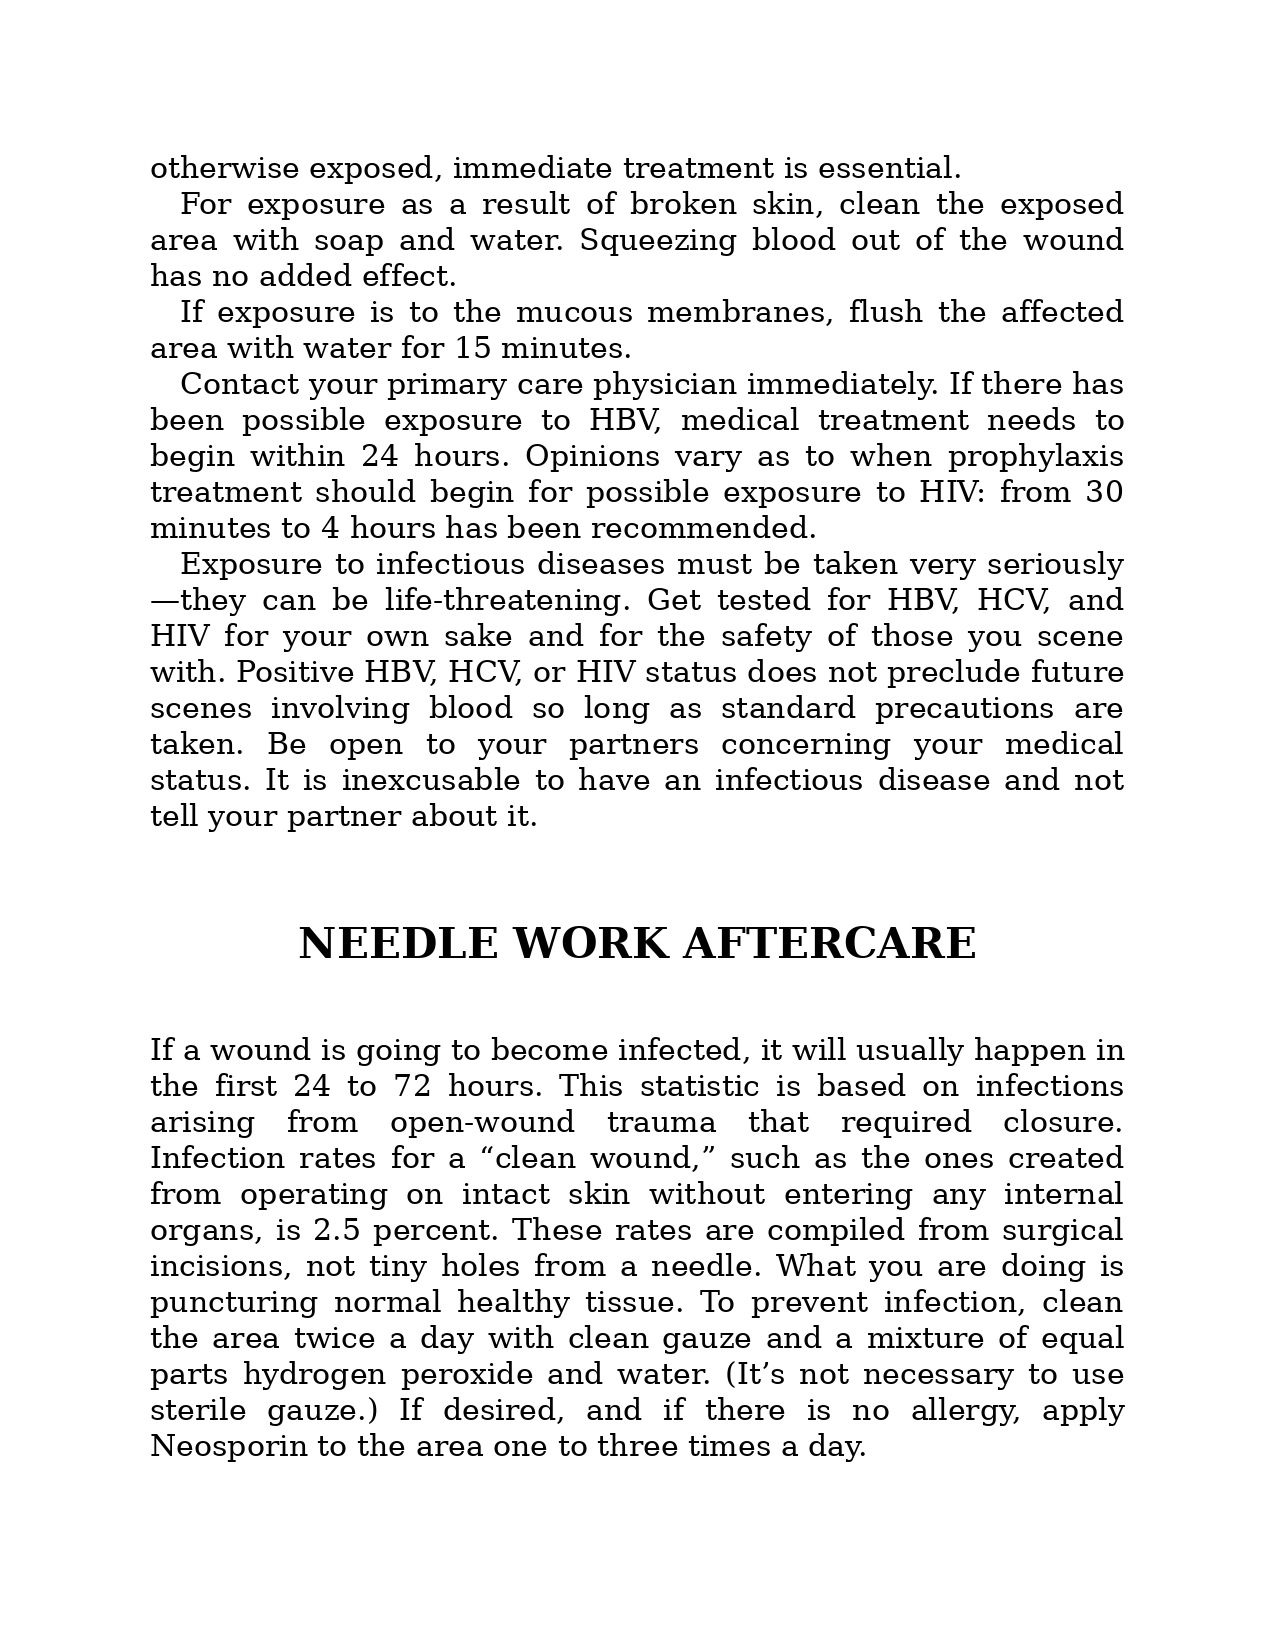 otherwise exposed, immediate treatment is essential.
For exposure as a result of broken skin, clean the exposed
area with soap and water. Squeezing blood out of the wound
has no added effect.
If exposure is to the mucous membranes, flush the affected
area with water for 15 minutes.
Contact your primary care physician immediately. If there has
been possible exposure to HBV, medical treatment needs to
begin within 24 hours. Opinions vary as to when prophylaxis
treatment should begin for possible exposure to HIV: from 30
minutes to 4 hours has been recommended.
Exposure to infectious diseases must be taken very seriously
—they can be life-threatening. Get tested for HBV, HCV, and
HIV for your own sake and for the safety of those you scene
with. Positive HBV, HCV, or HIV status does not preclude future
scenes involving blood so long as standard precautions are
taken. Be open to your partners concerning your medical
status. It is inexcusable to have an infectious disease and not
tell your partner about it.
NEEDLE WORK AFTERCARE
If a wound is going to become infected, it will usually happen in
the first 24 to 72 hours. This statistic is based on infections
arising from open-wound trauma that required closure.
Infection rates for a “clean wound,” such as the ones created
from operating on intact skin without entering any internal
organs, is 2.5 percent. These rates are compiled from surgical
incisions, not tiny holes from a needle. What you are doing is
puncturing normal healthy tissue. To prevent infection, clean
the area twice a day with clean gauze and a mixture of equal
parts hydrogen peroxide and water. (It’s not necessary to use
sterile gauze.) If desired, and if there is no allergy, apply
Neosporin to the area one to three times a day.